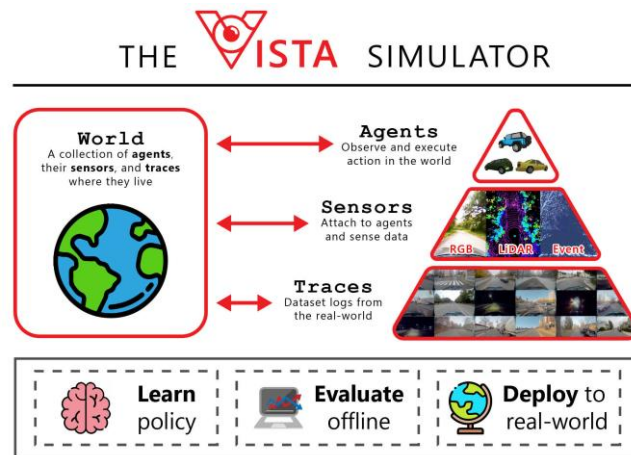 THE VISTA SIMULATOR
World
A collection of agents,
their sensors, and traces
where they live
Agents
Observe and execute
action in the world
Sensors
Attach to agents
and sense data
RGB
LiDAR
Event
Traces
Dataset logs from
the real-world
Learn
policy
Evaluate
offline
Deploy to
real-world